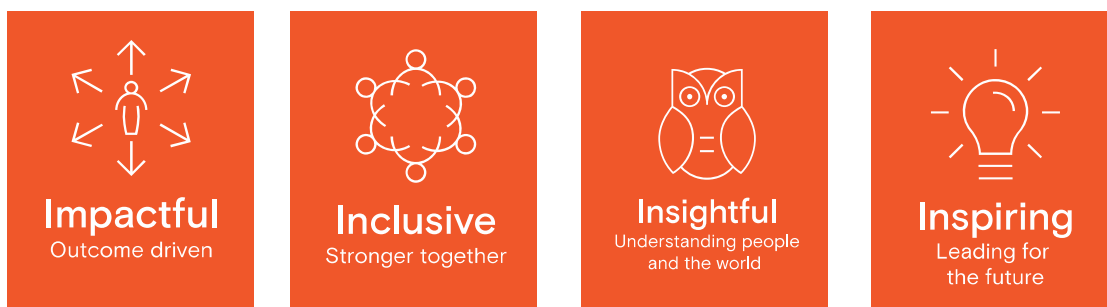 Impactful
Outcome driven
Inclusive
Stronger together
Insightful
Understanding people
and the world
Inspiring
Leading for
the future